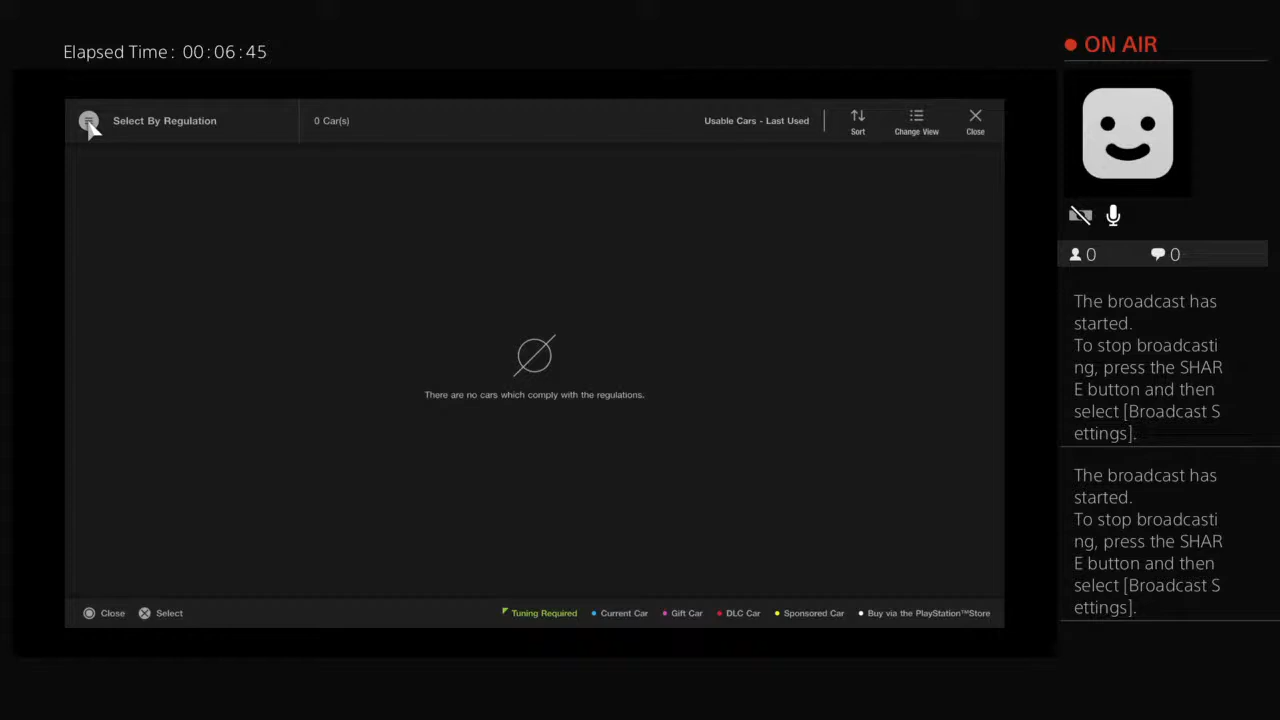 Elapsed Time: 00:06:45
ON AIR
Select By Regulation
0 Car(s)
Usable Cars - Last Used
Sort
Change View
Close
0
0
The broadcast has
started.
To stop broadcasti
ng, press the SHAR
E button and then
select [Broadcast S
ettings].
There are no cars which comply with the regulations.
The broadcast has
started.
To stop broadcasti
ng, press the SHAR
E button and then
select [Broadcast S
ettings].
Close
Select
Tuning Required
Current Car
Gift Car
DLC Car
Sponsored Car
Buy via the PlayStation™Store